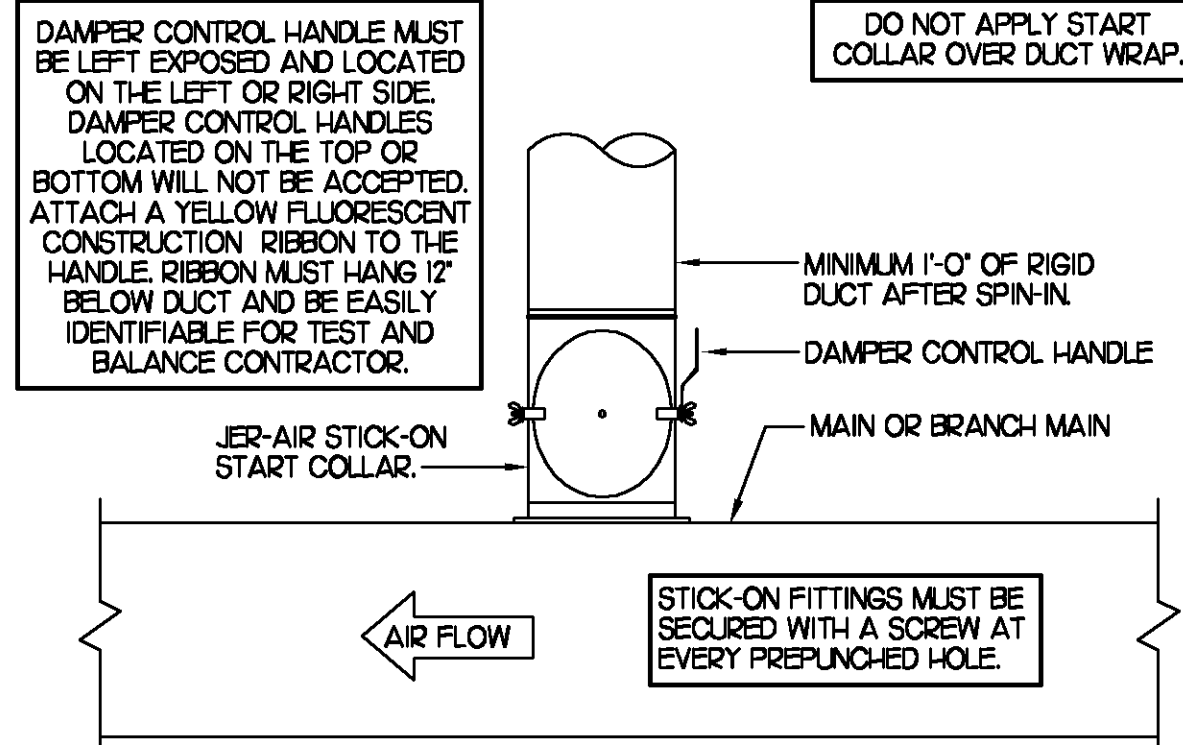 DAMPER CONTROL HANDLE MUST
BE LEFT EXPOSED AND LOCATED
ON THE LEFT OR RIGHT SIDE.
DAMPER CONTROL HANDLES
LOCATED ON THE TOP OR
BOTTOM WILL NOT BE ACCEPTED.
ATTACH A YELLOW FLUORESCENT
CONSTRUCTION RIBBON TO THE
HANDLE. RIBBON MUST HANG 12"
BELOW DUCT AND BE EASILY
IDENTIFIABLE FOR TEST AND
BALANCE CONTRACTOR.
DO NOT APPLY START
COLLAR OVER DUCT WRAP.
MINIMUM 1'-0" OF RIGID
DUCT AFTER SPIN-IN.
DAMPER CONTROL HANDLE
MAIN OR BRANCH MAIN
JER-AIR STICK-ON
START COLLAR.
AIR FLOW
STICK-ON FITTINGS MUST BE
SECURED WITH A SCREW AT
EVERY PREPUNCHED HOLE.